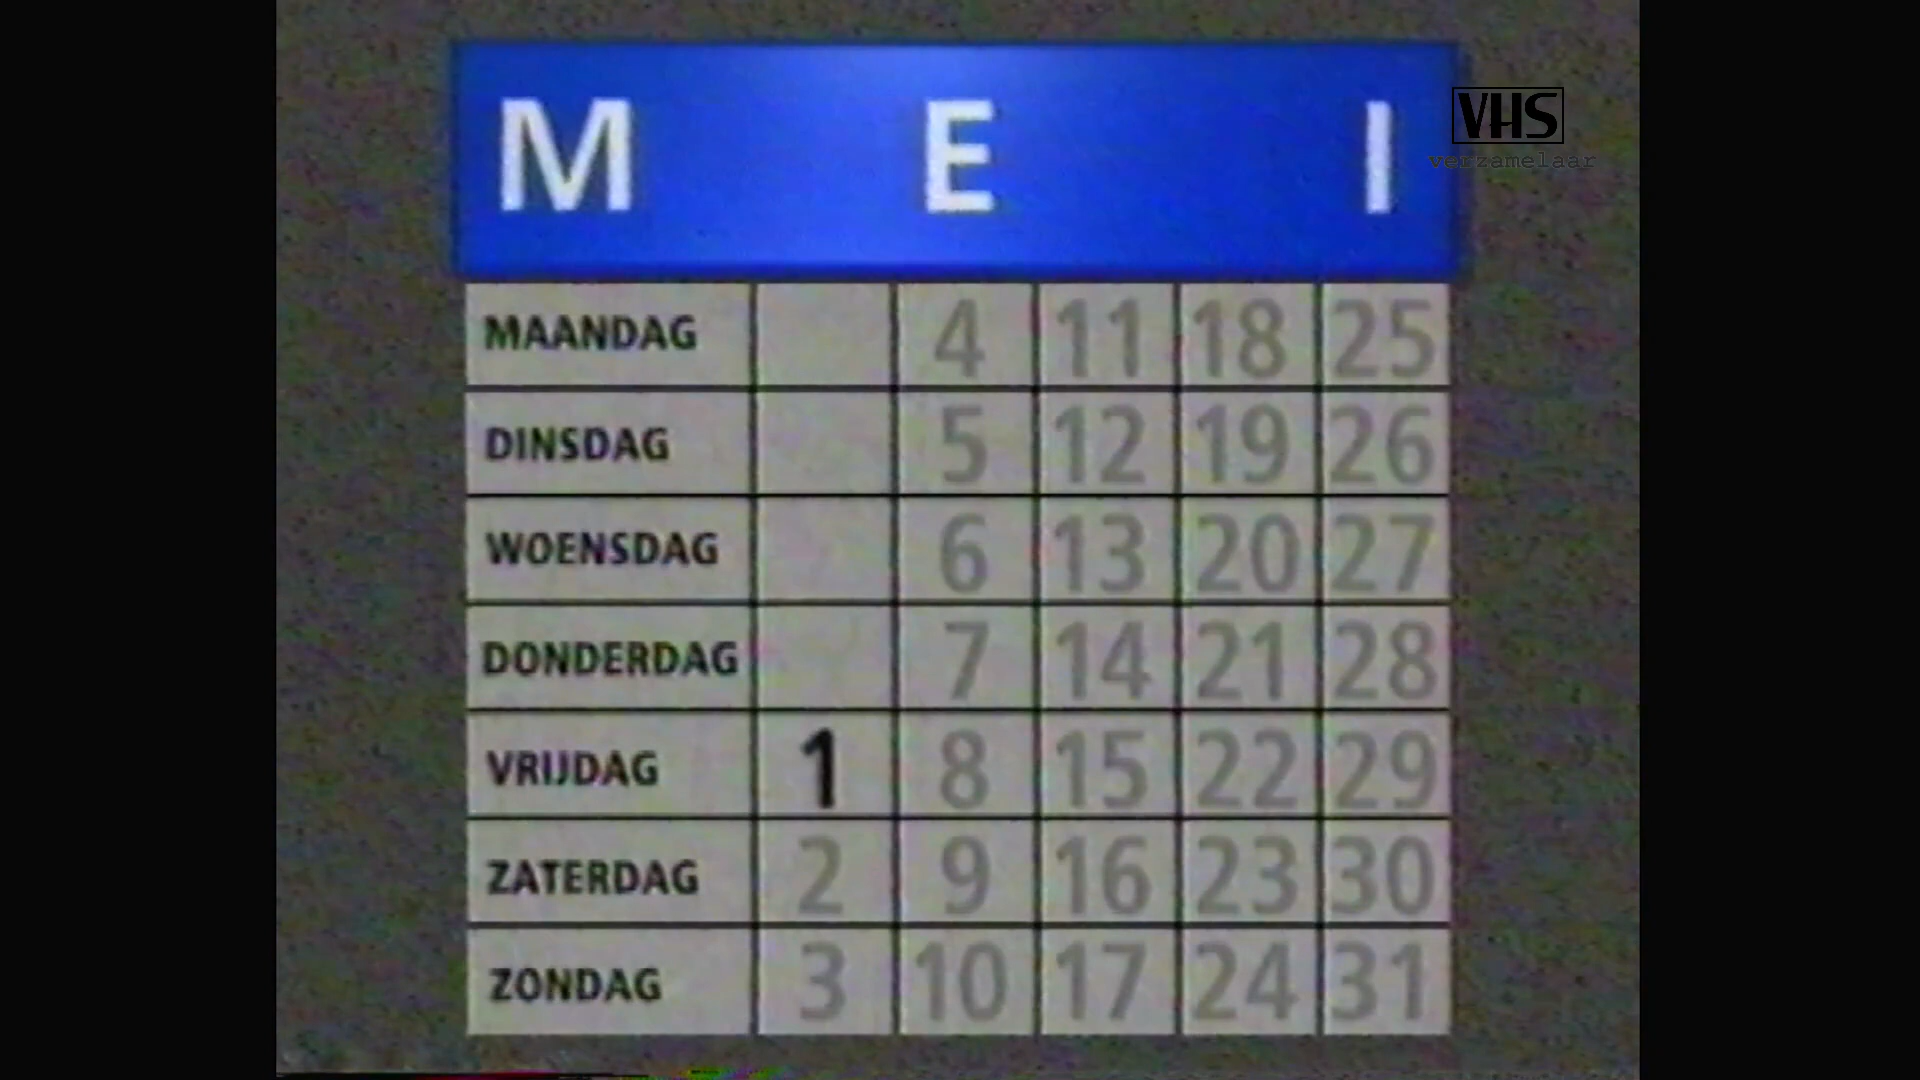 M E I
VHS
verzamelaar
MAANDAG 4 11 18 25
DINSDAG 5 12 19 26
WOENSDAG 6 13 20 27
DONDERDAG 7 14 21 28
VRIJDAG 1 8 15 22 29
ZATERDAG 2 9 16 23 30
ZONDAG 3 10 17 24 31